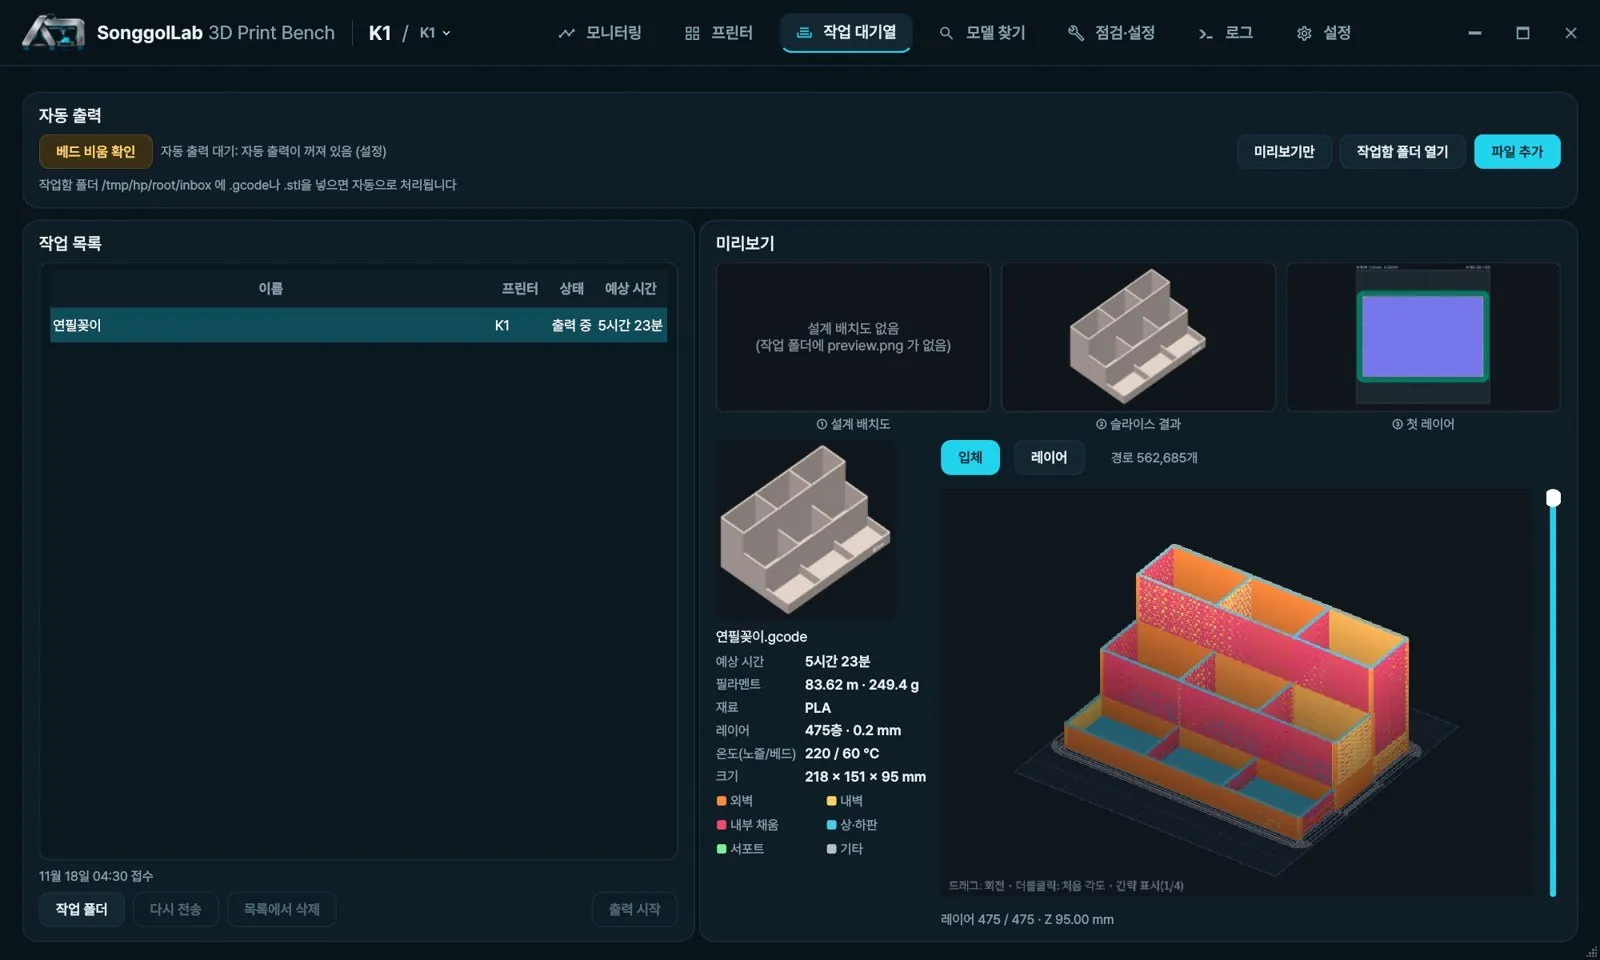 SonggolLab 3D Print Bench
K1 / K1
모니터링
프린터
작업 대기열
모델 찾기
점검·설정
로그
설정
자동 출력
베드 비움 확인
자동 출력 대기: 자동 출력이 꺼져 있음 (설정)
미리보기만
작업함 폴더 열기
파일 추가
작업함 폴더 /tmp/hp/root/inbox 에 .gcode나 .stl을 넣으면 자동으로 처리됩니다
작업 목록
이름 프린터 상태 예상 시간
연필꽂이 K1 출력 중 5시간 23분
11월 18일 04:30 접수
작업 폴더
다시 전송
목록에서 삭제
출력 시작
미리보기
설계 배치도 없음
(작업 폴더에 preview.png 가 없음)
① 설계 배치도
② 슬라이스 결과
③ 첫 레이어
입체
레이어
경로 562,685개
연필꽂이.gcode
예상 시간 5시간 23분
필라멘트 83.62 m · 249.4 g
재료 PLA
레이어 475층 · 0.2 mm
온도(노즐/베드) 220 / 60 °C
크기 218 × 151 × 95 mm
외벽 내벽
내부 채움 상·하판
서포트 기타
드래그: 회전 · 더블클릭: 처음 각도 · 간략 표시(1/4)
레이어 475 / 475 · Z 95.00 mm